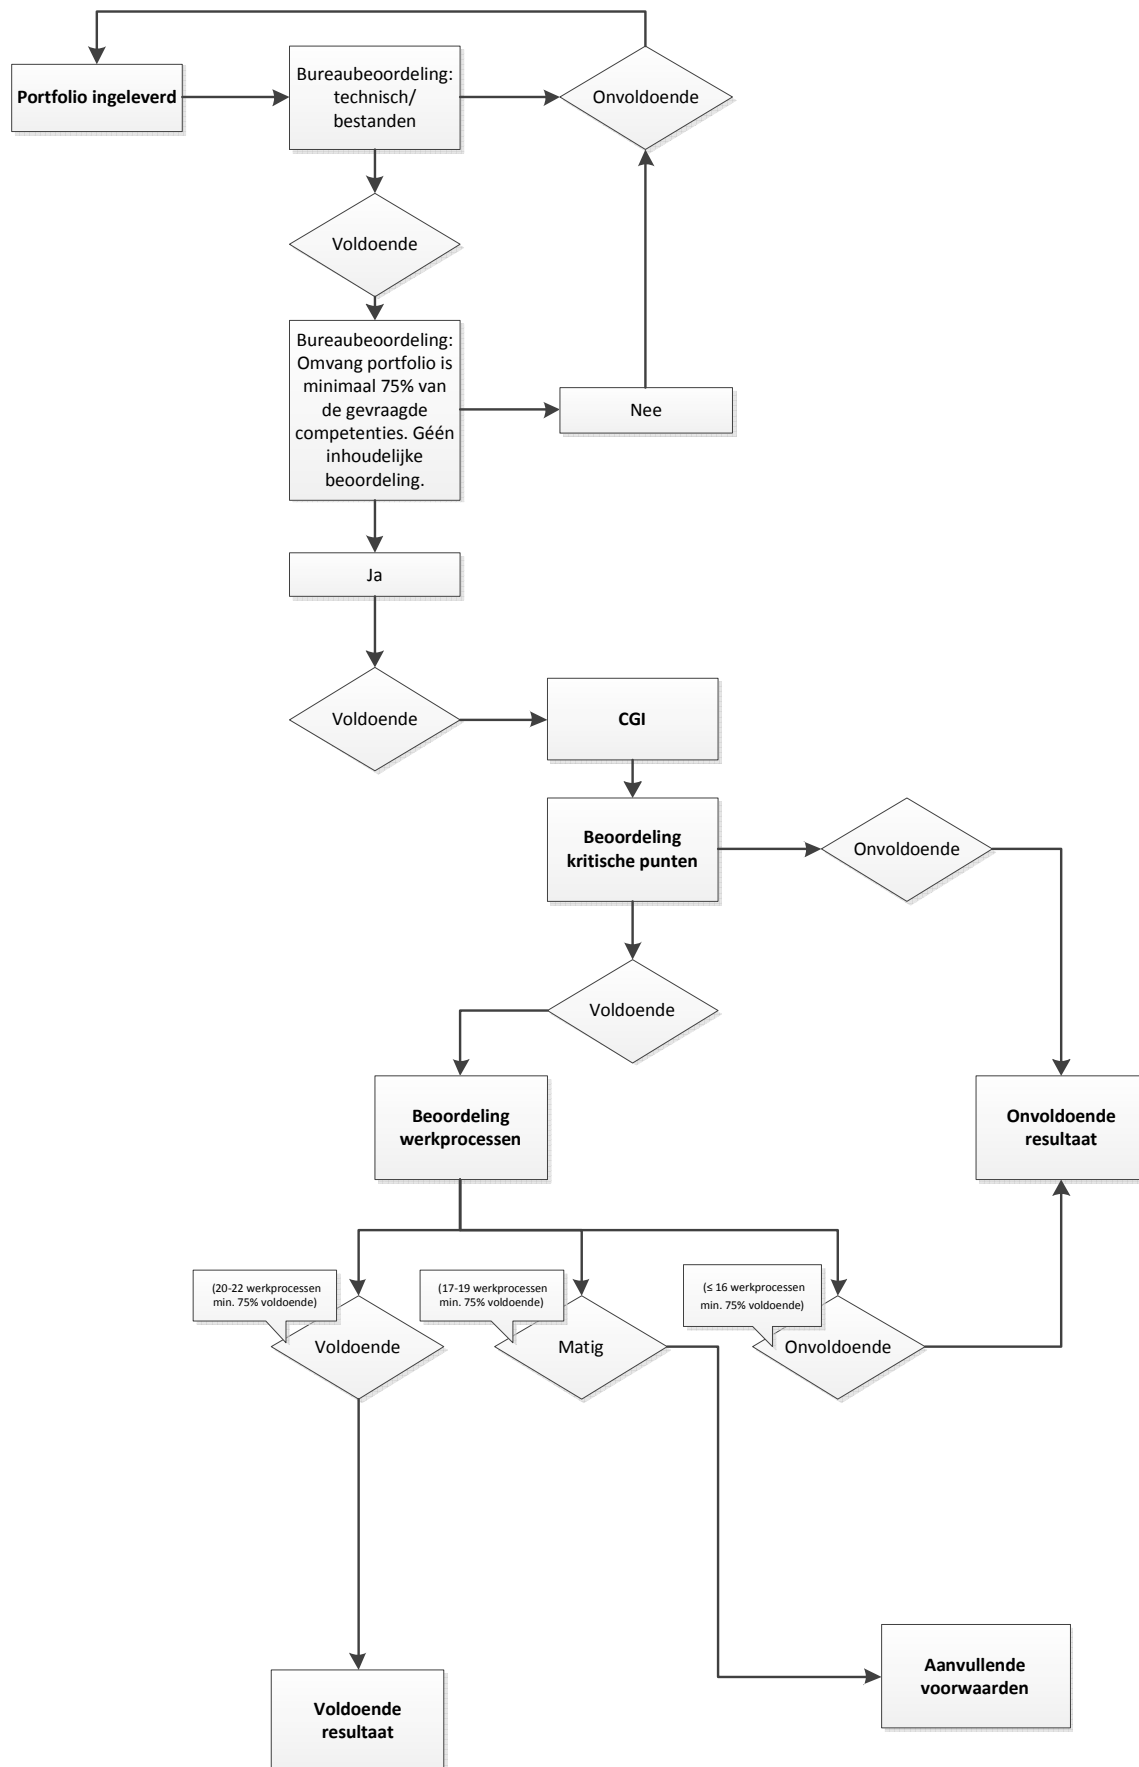 Portfolio ingeleverd
Bureaubeoordeling:
technisch/
bestanden
Onvoldoende
Voldoende
Bureaubeoordeling:
Omvang portfolio is
minimaal 75% van
de gevraagde
competenties. Géén
inhoudelijke
beoordeling.
Nee
Ja
Voldoende
CGI
Beoordeling
kritische punten
Onvoldoende
Voldoende
Beoordeling
werkprocessen
Onvoldoende
resultaat
(20-22 werkprocessen
min. 75% voldoende)
Voldoende
(17-19 werkprocessen
min. 75% voldoende)
Matig
(≤ 16 werkprocessen
min. 75% voldoende)
Onvoldoende
Aanvullende
voorwaarden
Voldoende
resultaat